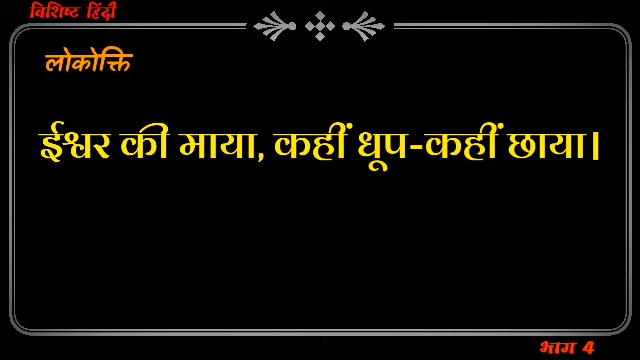 विशिष्ट हिंदी
लोकोक्ति
ईश्वर की माया, कहीं धूप-कहीं छाया।
भाग 4